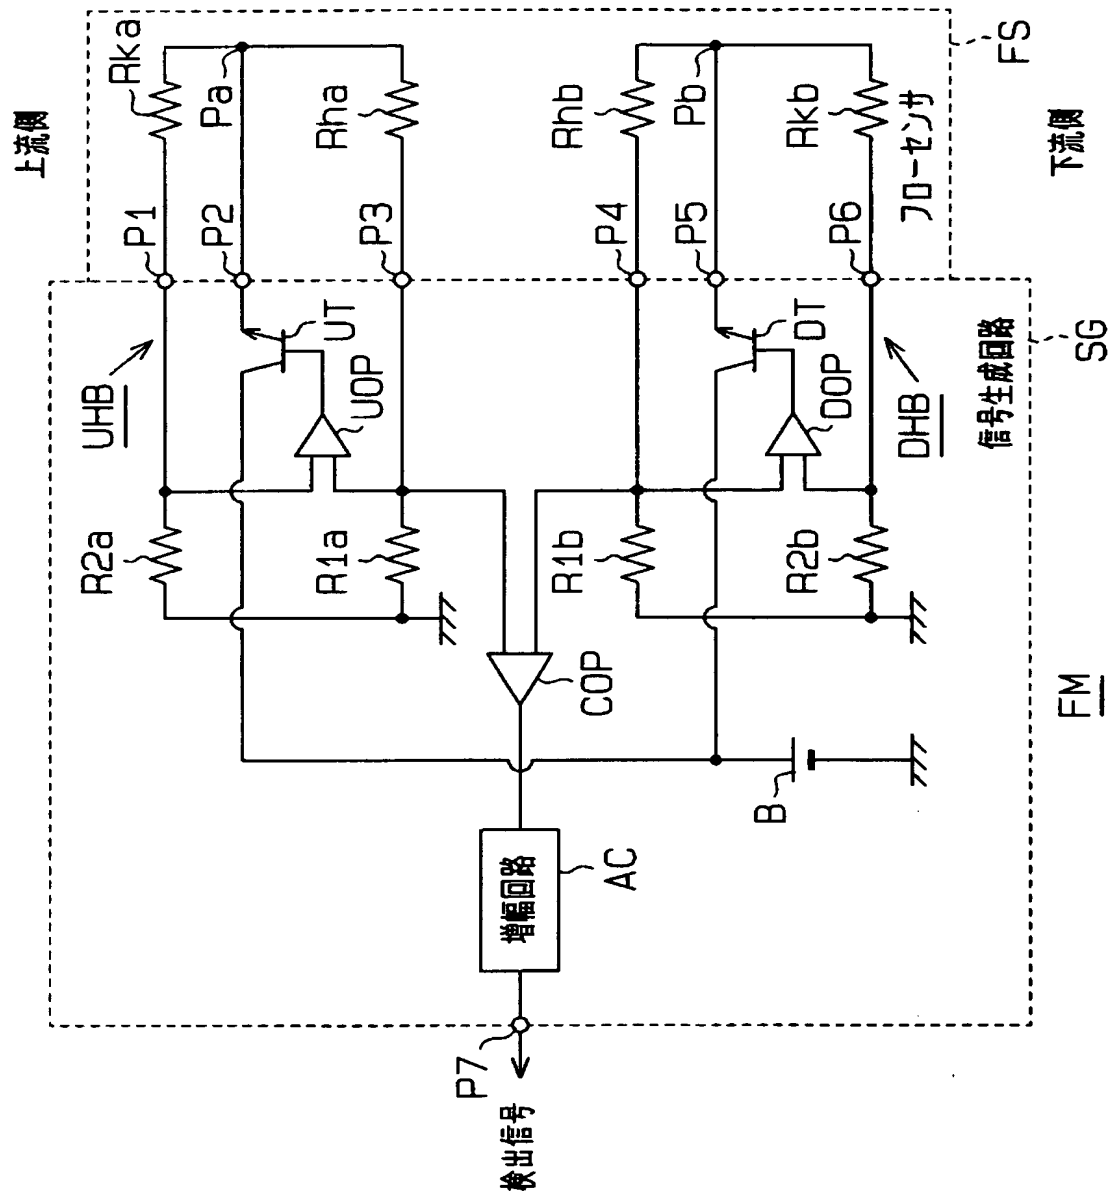 上流側
下流側
FS
Rka
Pa
Rha
Rhb
Pb
Rkb
フローセンサ
P1
P2
P3
P4
P5
P6
UHB
UT
UOP
DT
DOP
DHB
信号生成回路
SG
R2a
R1a
R1b
R2b
COP
FM
B
増幅回路
AC
P7
検出信号